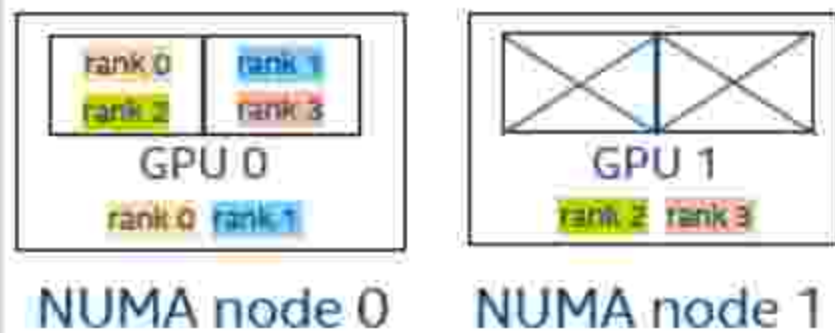 rank 0 rank 1
rank 2 rank 3
GPU 0
rank 0 rank 1
NUMA node 0
GPU 1
rank 2 rank 3
NUMA node 1